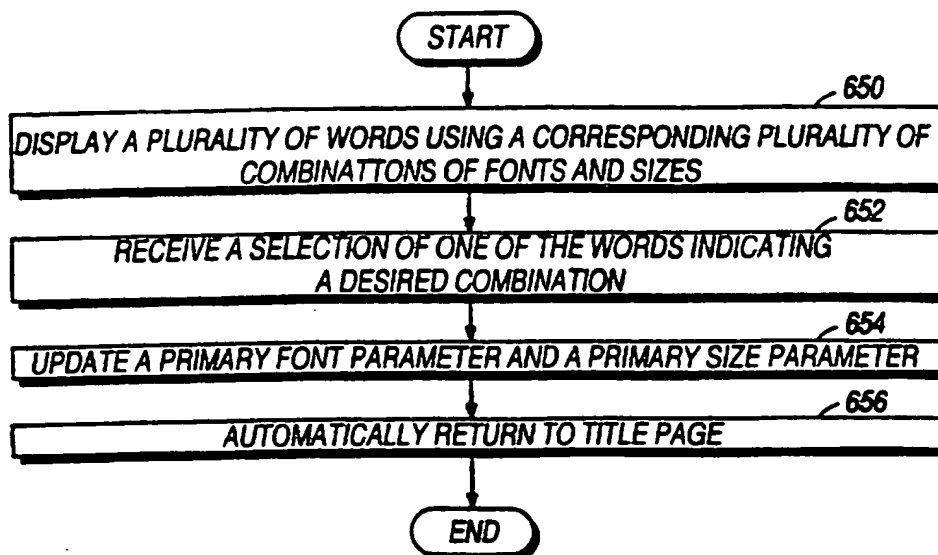 START
650
DISPLAY A PLURALITY OF WORDS USING A CORRESPONDING PLURALITY OF
COMBINATTONS OF FONTS AND SIZES
652
RECEIVE A SELECTION OF ONE OF THE WORDS INDICATING
A DESIRED COMBINATION
654
UPDATE A PRIMARY FONT PARAMETER AND A PRIMARY SIZE PARAMETER
656
AUTOMATICALLY RETURN TO TITLE PAGE
END